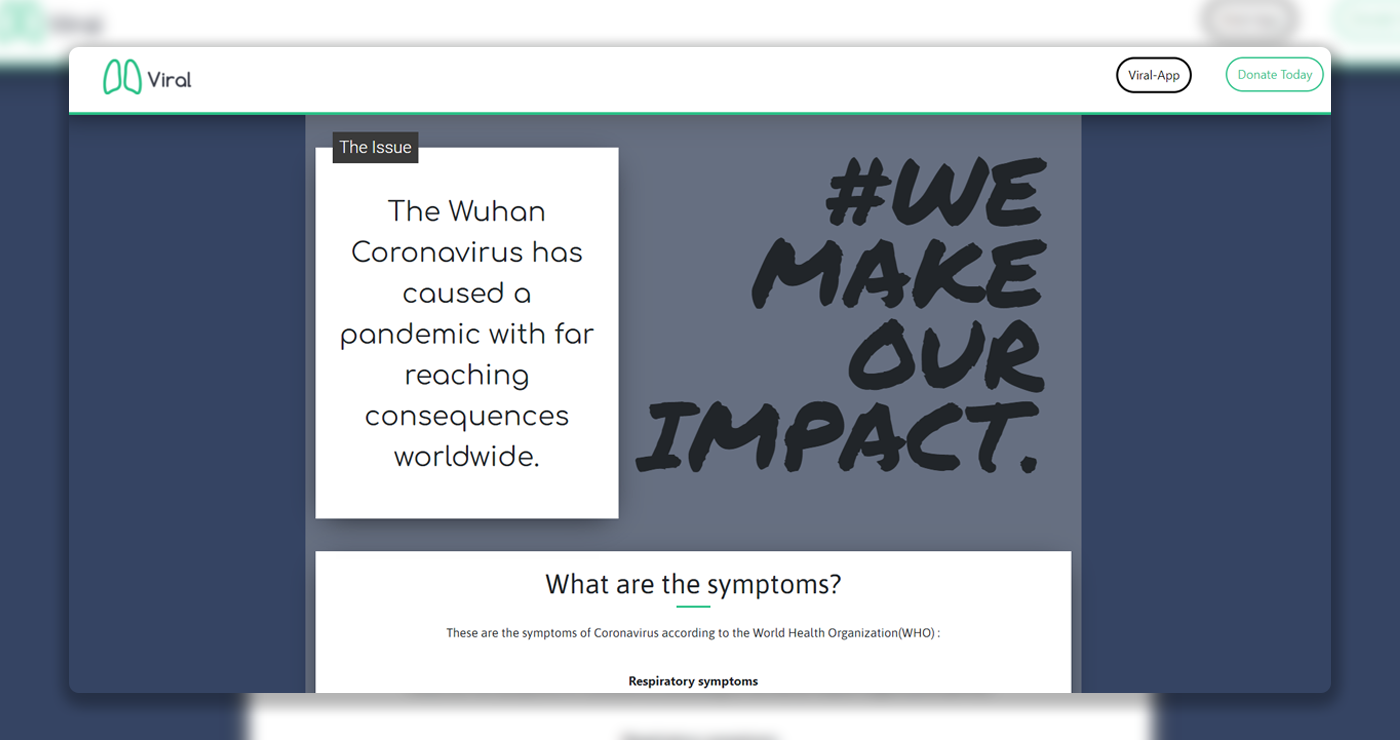 Viral
Viral-App
Donate Today
The Issue
The Wuhan
Coronavirus has
caused a
pandemic with far
reaching
consequences
worldwide.
#WE
MAKE
OUR
IMPACT.
What are the symptoms?
These are the symptoms of Coronavirus according to the World Health Organization(WHO) :
Respiratory symptoms